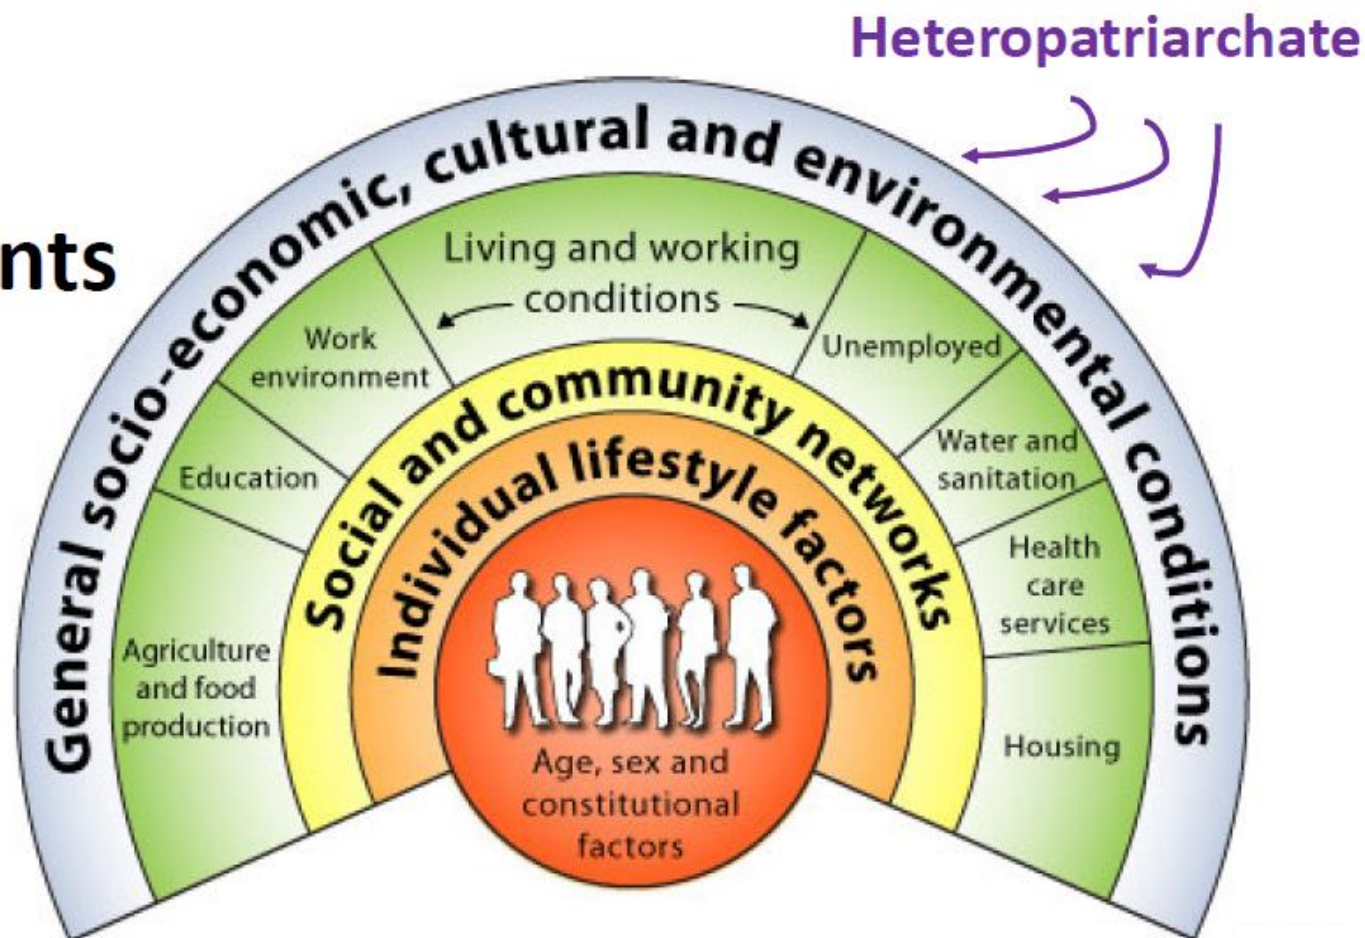 Heteropatriarchate
nts
General socio-economic, cultural and environmental conditions
Living and working
conditions
Work
environment
Unemployed
Education
Water and
sanitation
Agriculture
and food
production
Health
care
services
Housing
Social and community networks
Individual lifestyle factors
Age, sex and
constitutional
factors